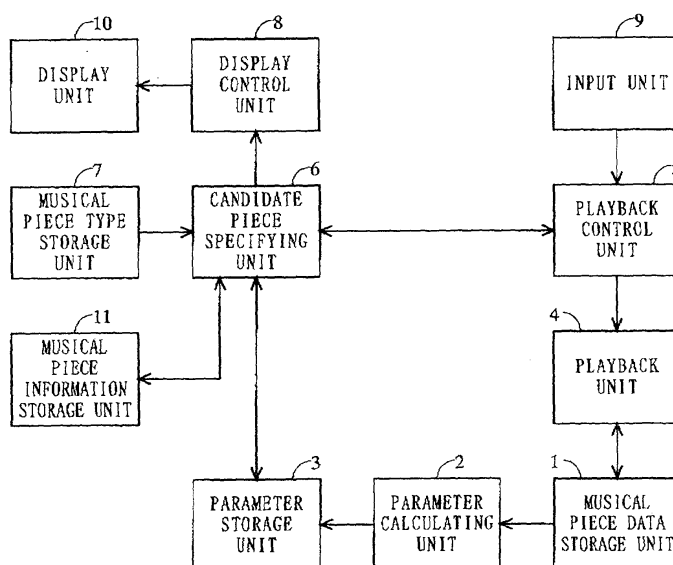 10
DISPLAY
UNIT
8
DISPLAY
CONTROL
UNIT
9
INPUT UNIT
7
MUSICAL
PIECE TYPE
STORAGE
UNIT
6
CANDIDATE
PIECE
SPECIFYING
UNIT
PLAYBACK
CONTROL
UNIT
11
MUSICAL
PIECE
INFORMATION
STORAGE UNIT
4
PLAYBACK
UNIT
3
PARAMETER
STORAGE
UNIT
2
PARAMETER
CALCULATING
UNIT
1
MUSICAL
PIECE DATA
STORAGE UNIT